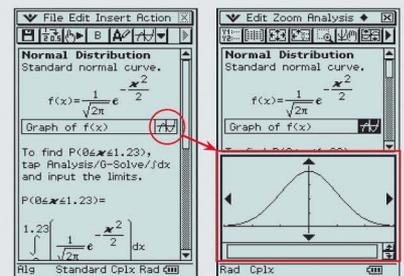 File Edit Insert Action
B
Normal Distribution
Standard normal curve.
f(x)=1/√2π e^-x²/2
Graph of f(x)
To find P(0≤x≤1.23),
tap Analysis/G-Solve/∫dx
and input the limits.
P(0≤x≤1.23)=
1.23
∫(1/√2π e^-x²/2)dx
Alg Standard Cplx Rad
Edit Zoom Analysis
Normal Distribution
Standard normal curve.
f(x)=1/√2π e^-x²/2
Graph of f(x)
Rad Cplx